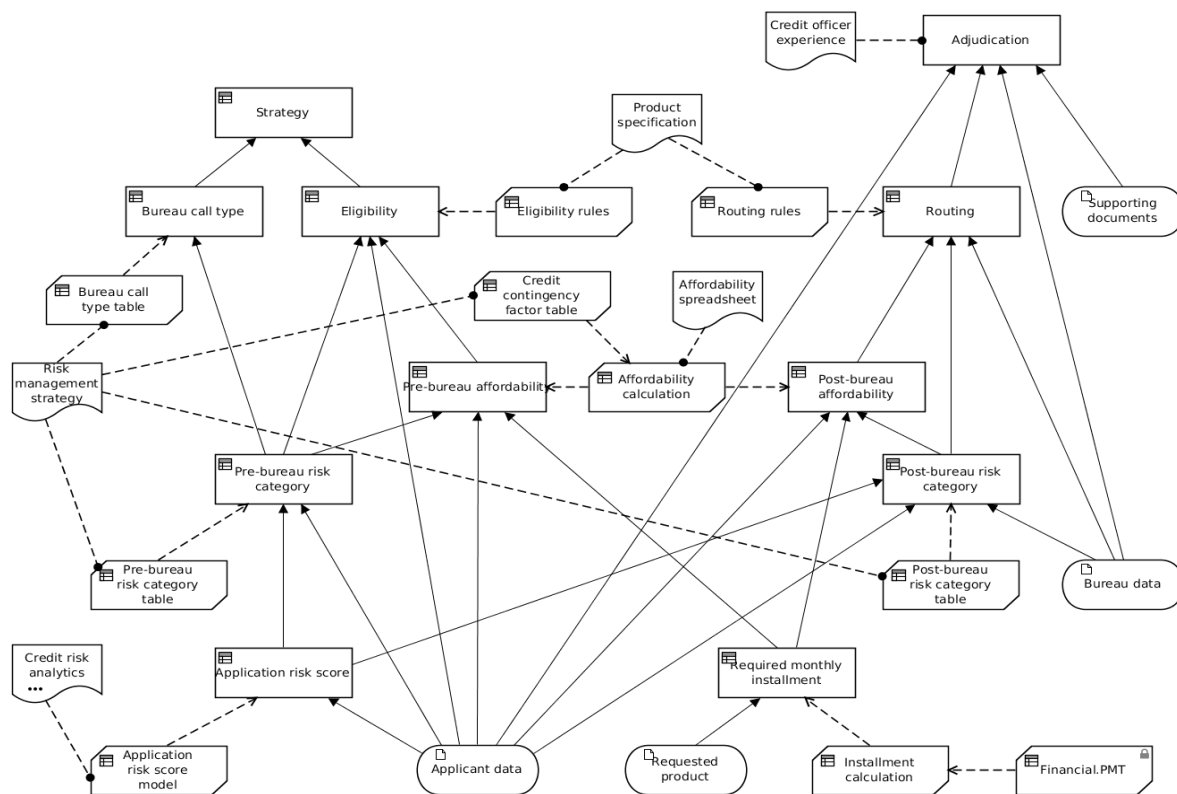 Credit officer
experience
Adjudication
Strategy
Product
specification
Bureau call type
Eligibility
Eligibility rules
Routing rules
Routing
Supporting
documents
Bureau call
type table
Credit
contingency
factor table
Affordability
spreadsheet
Risk
management
strategy
Pre-bureau affordability
Affordability
calculation
Post-bureau
affordability
Pre-bureau risk
category
Post-bureau risk
category
Pre-bureau
risk category
table
Post-bureau
risk category
table
Bureau data
Credit risk
analytics
...
Application risk score
Required monthly
installment
Application
risk score
model
Applicant data
Requested
product
Installment
calculation
Financial.PMT